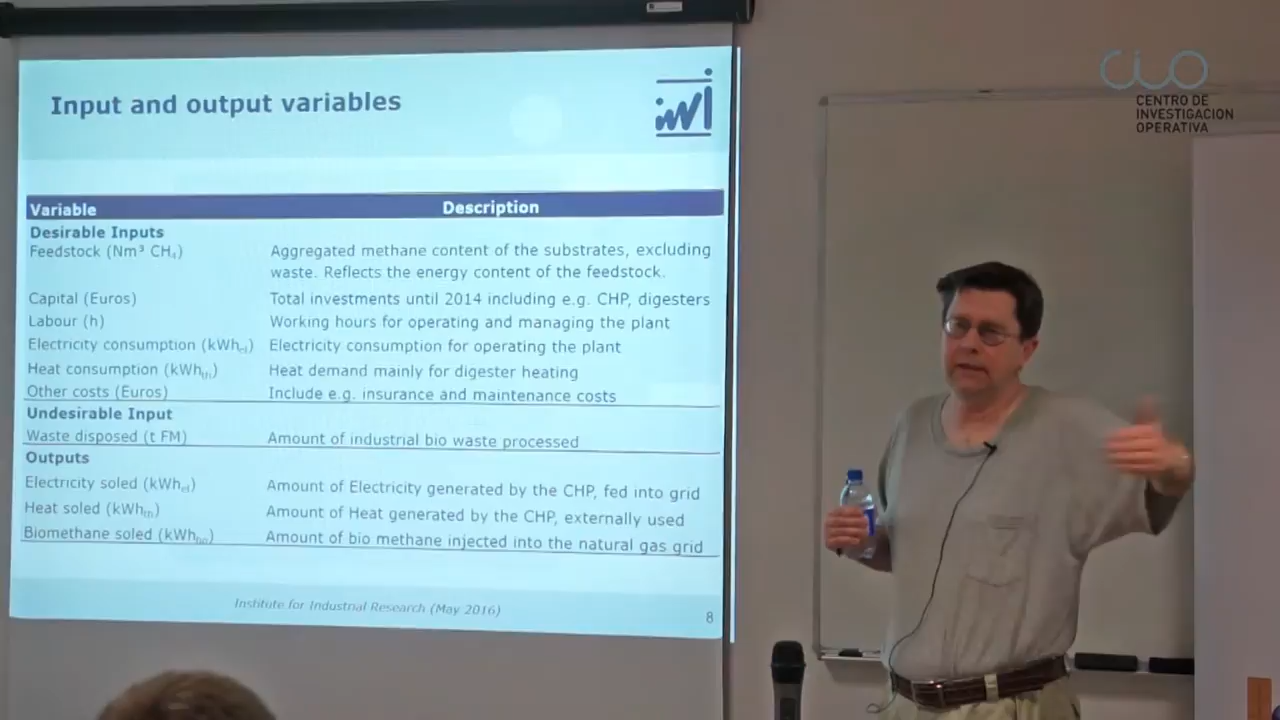 Input and output variables
iwi
CIO
CENTRO DE
INVESTIGACION
OPERATIVA
Variable Description
Desirable Inputs
Feedstock (Nm³ CH₄) Aggregated methane content of the substrates, excluding
waste. Reflects the energy content of the feedstock.
Capital (Euros) Total investments until 2014 including e.g. CHP, digesters
Labour (h) Working hours for operating and managing the plant
Electricity consumption (kWhel) Electricity consumption for operating the plant
Heat consumption (kWhth) Heat demand mainly for digester heating
Other costs (Euros) Include e.g. insurance and maintenance costs
Undesirable Input
Waste disposed (t FM) Amount of industrial bio waste processed
Outputs
Electricity soled (kWhel) Amount of Electricity generated by the CHP, fed into grid
Heat soled (kWhth) Amount of Heat generated by the CHP, externally used
Biomethane soled (kWhbm) Amount of bio methane injected into the natural gas grid
Institute for Industrial Research (May 2016)
8